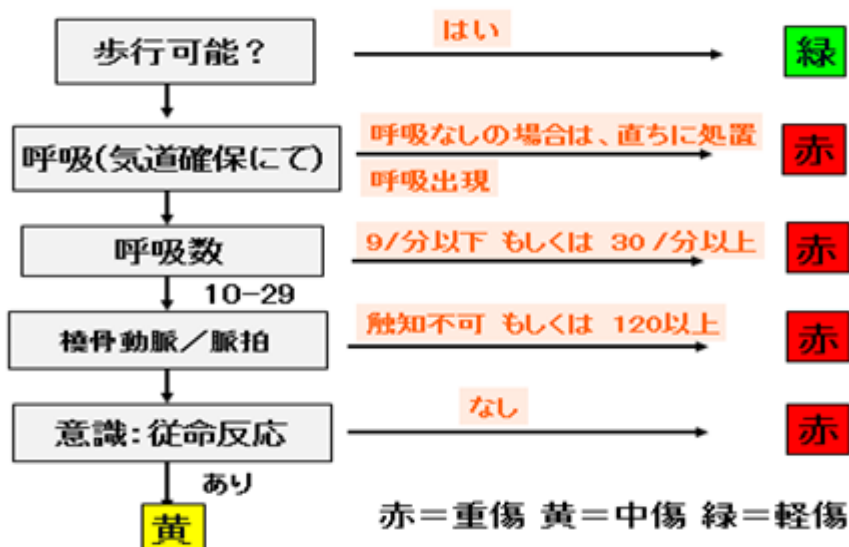 歩行可能？
はい
緑
呼吸(気道確保にて)
呼吸なしの場合は、直ちに処置
呼吸出現
赤
呼吸数
9/分以下 もしくは 30/分以上
赤
10-29
橈骨動脈／脈拍
触知不可 もしくは 120以上
赤
意識:従命反応
なし
赤
あり
黄
赤＝重傷 黄＝中傷 緑＝軽傷